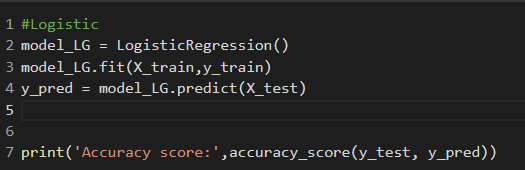 1 #Logistic
2 model_LG = LogisticRegression()
3 model_LG.fit(X_train,y_train)
4 y_pred = model_LG.predict(X_test)
5
6
7 print('Accuracy score:',accuracy_score(y_test, y_pred))